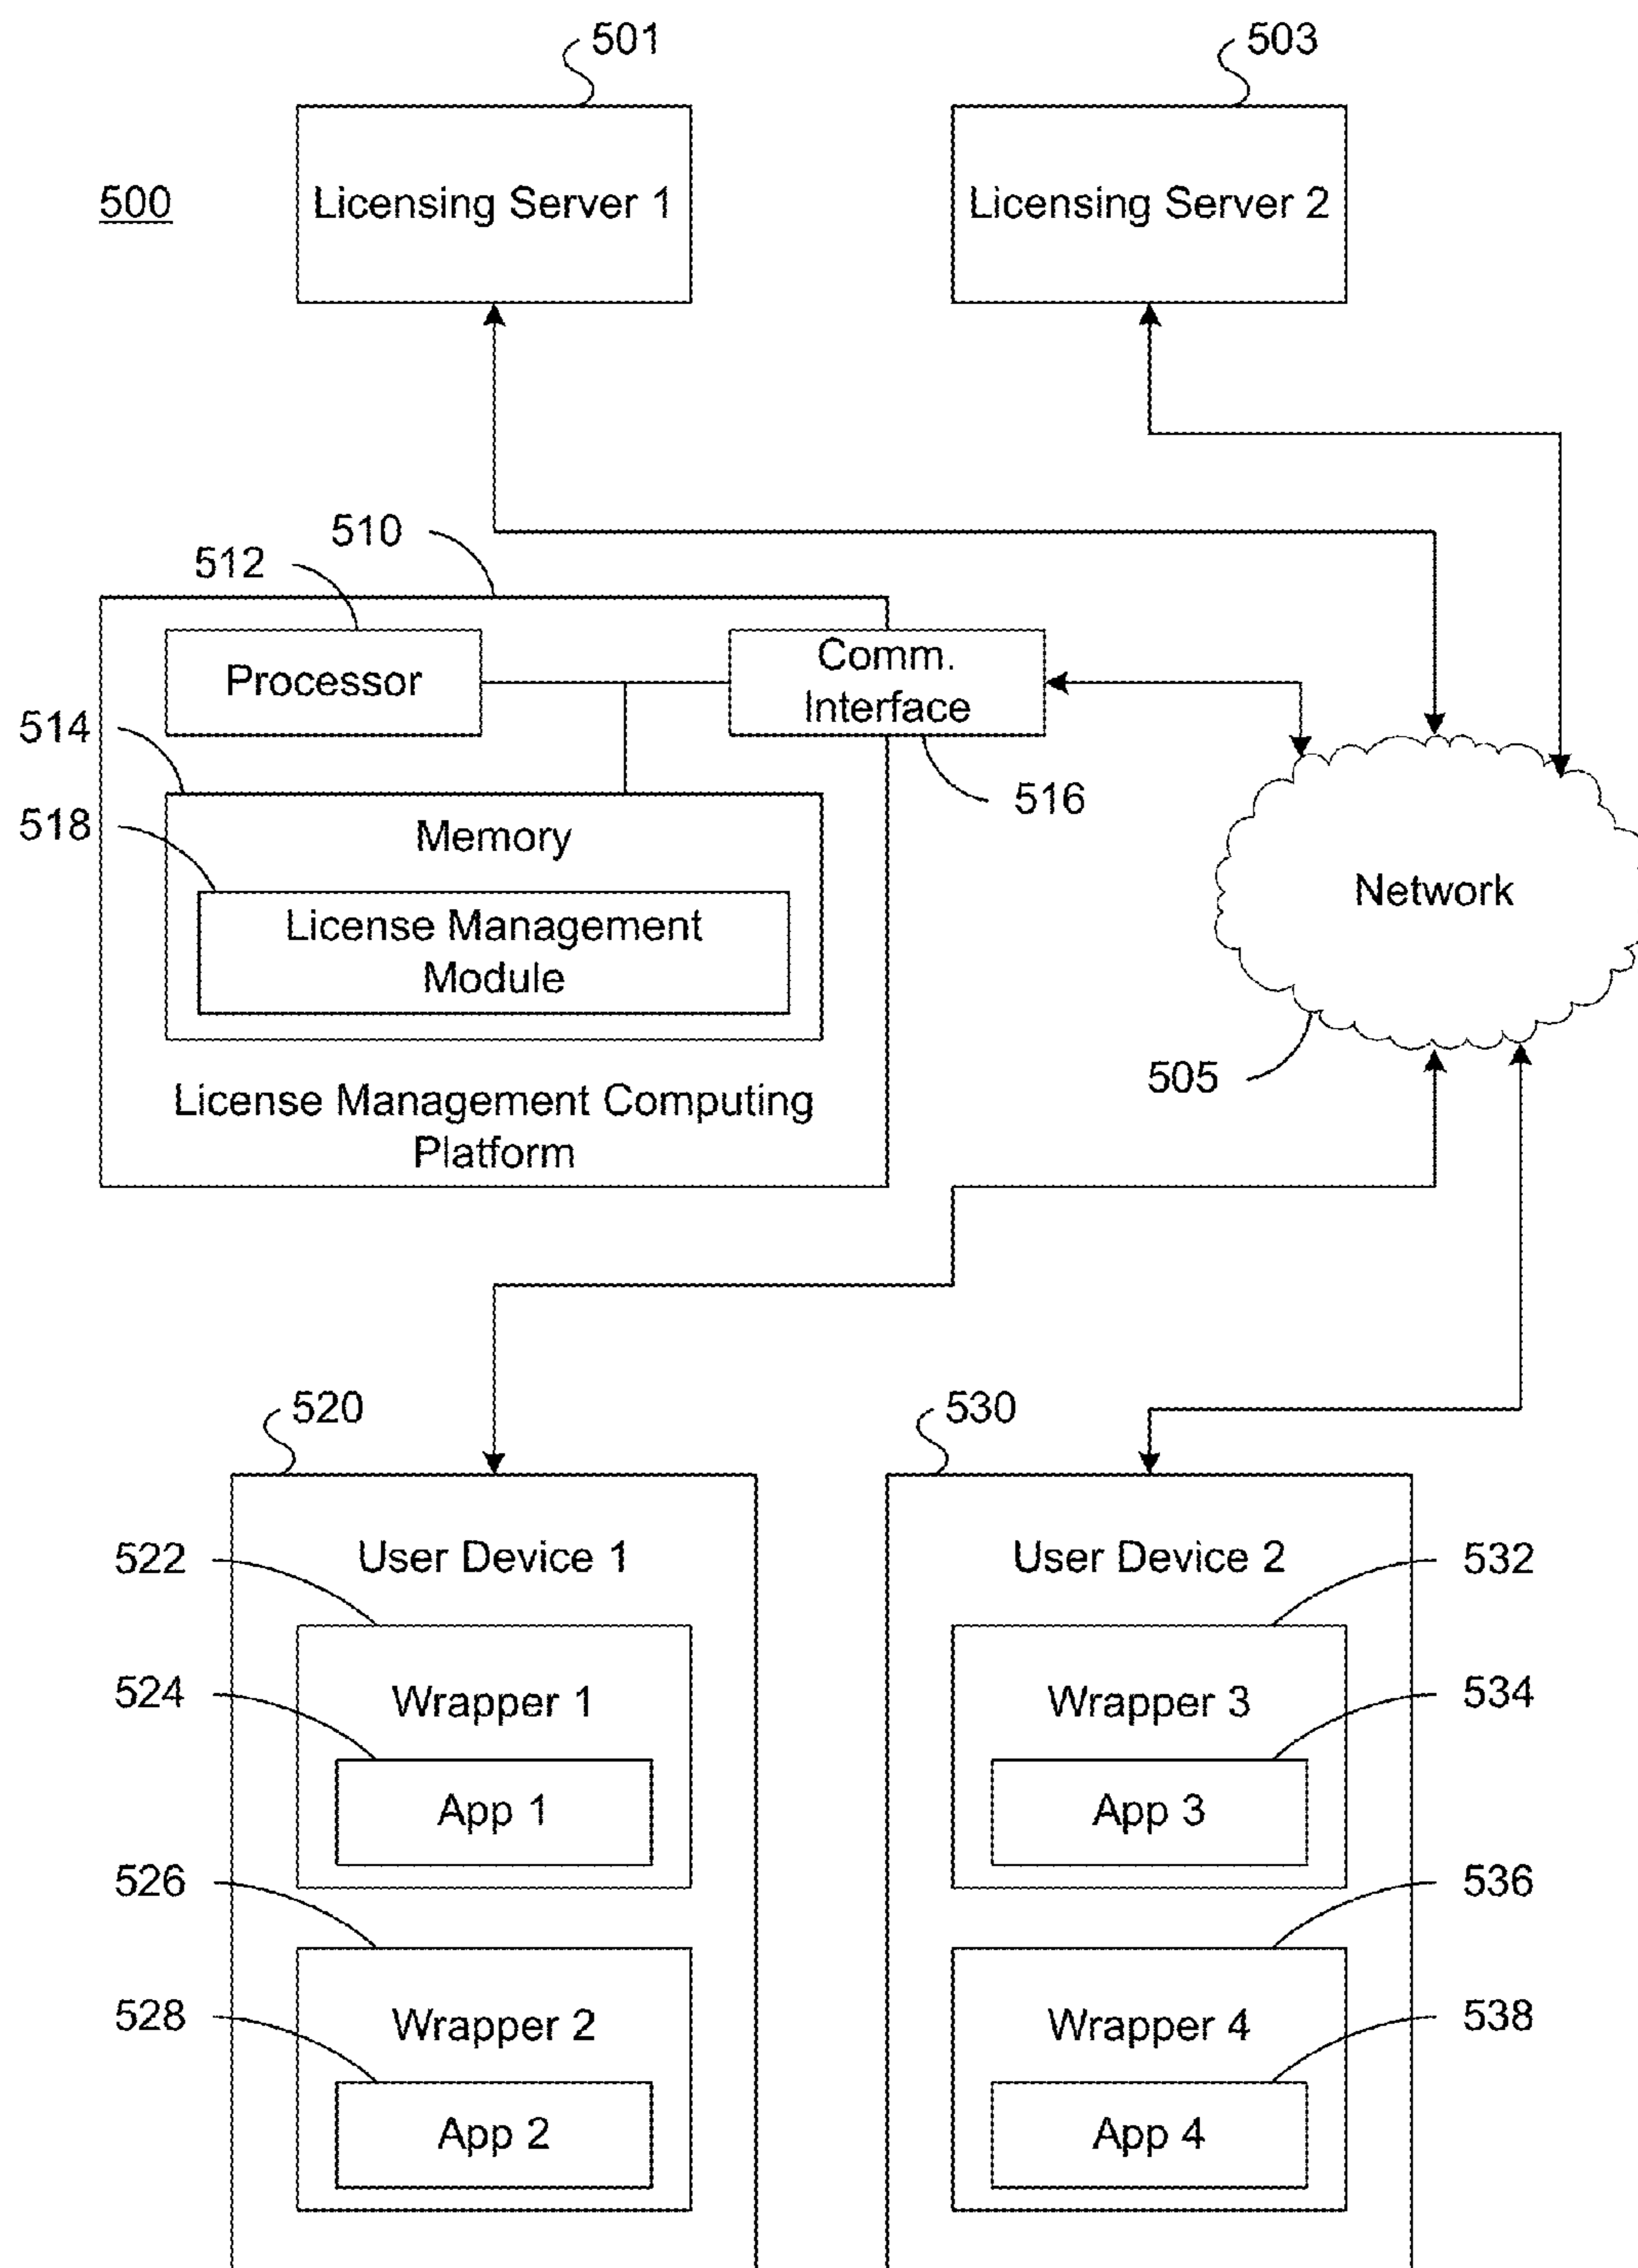 501
503
500
Licensing Server 1
Licensing Server 2
510
512
Processor
Comm.
Interface
514
516
518
Memory
License Management
Module
Network
505
License Management Computing
Platform
520
530
User Device 1
User Device 2
522
532
Wrapper 1
Wrapper 3
524
534
App 1
App 3
526
536
Wrapper 2
Wrapper 4
528
538
App 2
App 4